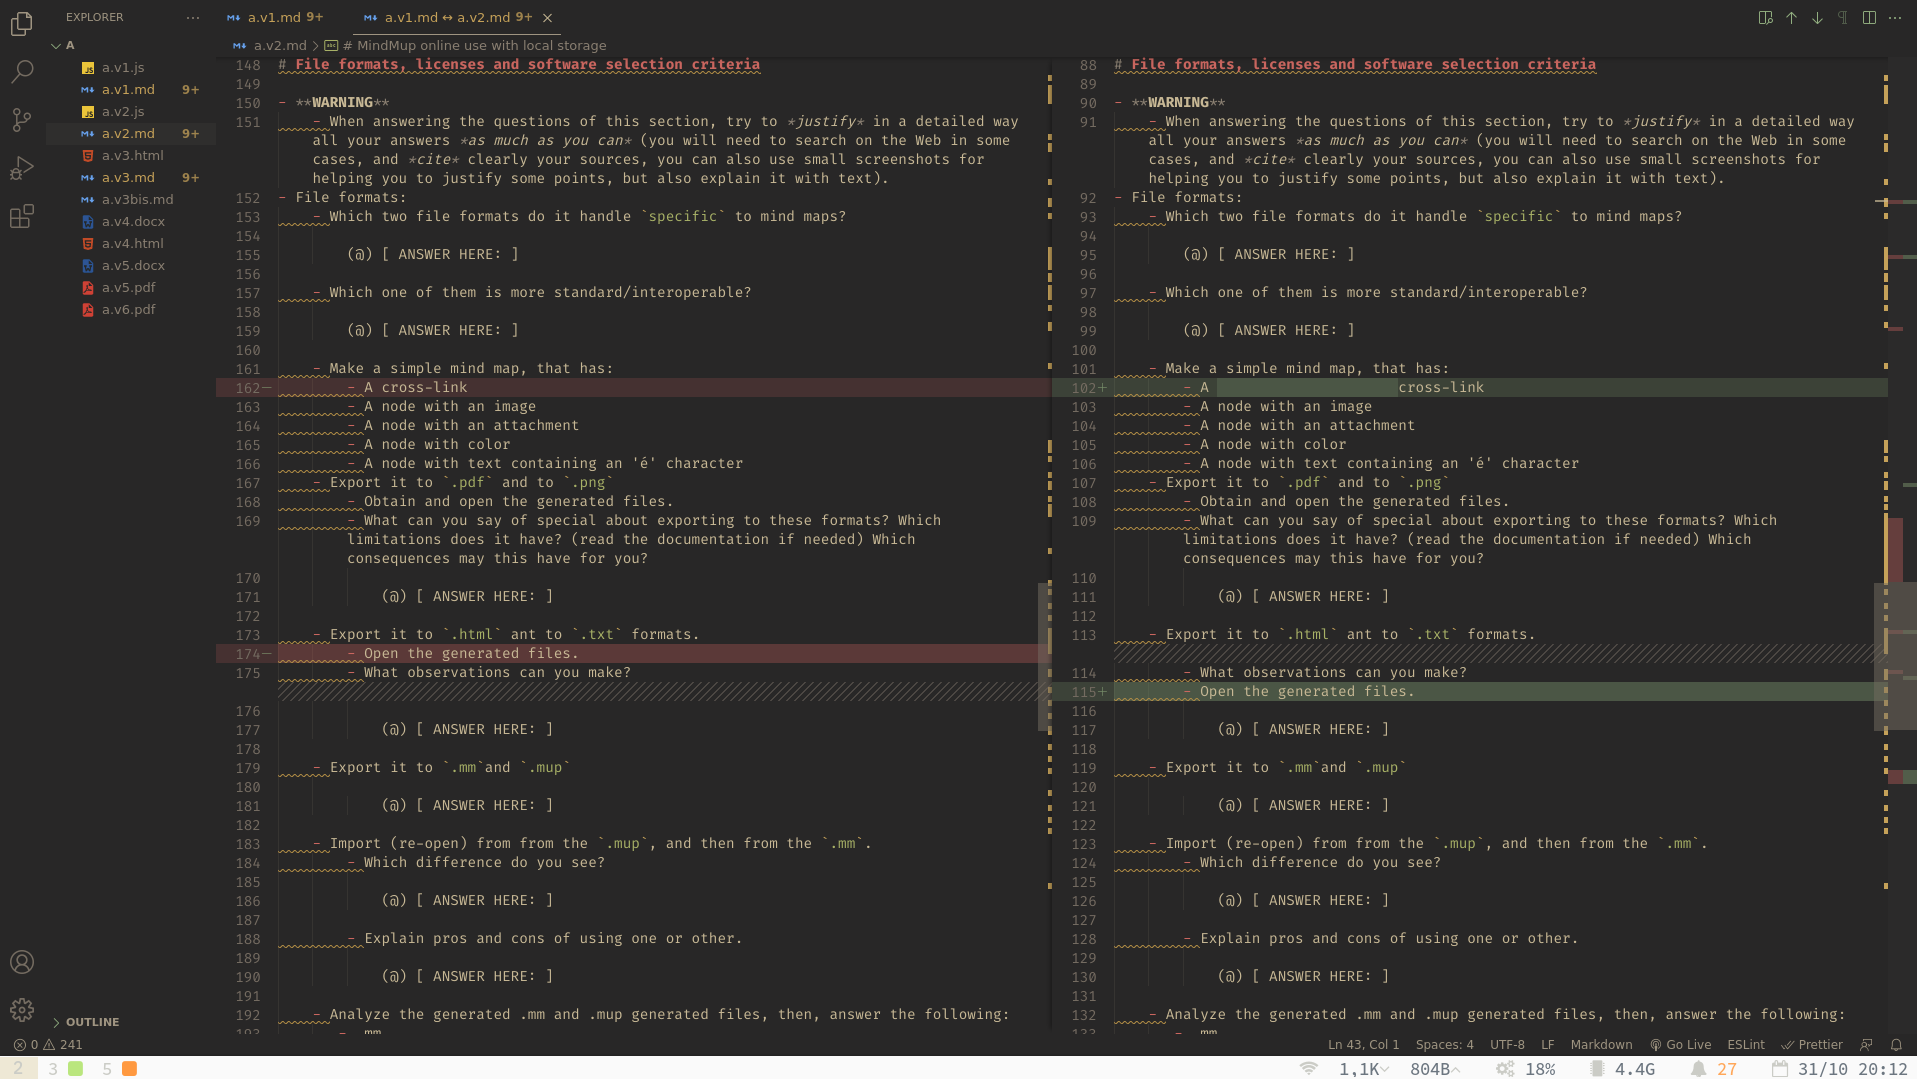 EXPLORER
A
a.v1.js
a.v1.md 9+
a.v2.js
a.v2.md 9+
a.v3.html
a.v3.md 9+
a.v3bis.md
a.v4.docx
a.v4.html
a.v5.docx
a.v5.pdf
a.v6.pdf
OUTLINE
a.v1.md 9+
a.v1.md ↔ a.v2.md 9+
a.v2.md > # MindMup online use with local storage
148 # File formats, licenses and software selection criteria
149
150 - **WARNING**
151 - When answering the questions of this section, try to *justify* in a detailed way
all your answers *as much as you can* (you will need to search on the Web in some
cases, and *cite* clearly your sources, you can also use small screenshots for
helping you to justify some points, but also explain it with text).
152 - File formats:
153 - Which two file formats do it handle `specific` to mind maps?
154
155 (@) [ ANSWER HERE: ]
156
157 - Which one of them is more standard/interoperable?
158
159 (@) [ ANSWER HERE: ]
160
161 - Make a simple mind map, that has:
162− - A cross-link
163 - A node with an image
164 - A node with an attachment
165 - A node with color
166 - A node with text containing an 'é' character
167 - Export it to `.pdf` and to `.png`
168 - Obtain and open the generated files.
169 - What can you say of special about exporting to these formats? Which
limitations does it have? (read the documentation if needed) Which
consequences may this have for you?
170
171 (@) [ ANSWER HERE: ]
172
173 - Export it to `.html` ant to `.txt` formats.
174− - Open the generated files.
175 - What observations can you make?
176
177 (@) [ ANSWER HERE: ]
178
179 - Export it to `.mm`and `.mup`
180
181 (@) [ ANSWER HERE: ]
182
183 - Import (re-open) from from the `.mup`, and then from the `.mm`.
184 - Which difference do you see?
185
186 (@) [ ANSWER HERE: ]
187
188 - Explain pros and cons of using one or other.
189
190 (@) [ ANSWER HERE: ]
191
192 - Analyze the generated .mm and .mup generated files, then, answer the following:
193 - mm
88 # File formats, licenses and software selection criteria
89
90 - **WARNING**
91 - When answering the questions of this section, try to *justify* in a detailed way
all your answers *as much as you can* (you will need to search on the Web in some
cases, and *cite* clearly your sources, you can also use small screenshots for
helping you to justify some points, but also explain it with text).
92 - File formats:
93 - Which two file formats do it handle `specific` to mind maps?
94
95 (@) [ ANSWER HERE: ]
96
97 - Which one of them is more standard/interoperable?
98
99 (@) [ ANSWER HERE: ]
100
101 - Make a simple mind map, that has:
102+ - A cross-link
103 - A node with an image
104 - A node with an attachment
105 - A node with color
106 - A node with text containing an 'é' character
107 - Export it to `.pdf` and to `.png`
108 - Obtain and open the generated files.
109 - What can you say of special about exporting to these formats? Which
limitations does it have? (read the documentation if needed) Which
consequences may this have for you?
110
111 (@) [ ANSWER HERE: ]
112
113 - Export it to `.html` ant to `.txt` formats.
114 - What observations can you make?
115+ - Open the generated files.
116
117 (@) [ ANSWER HERE: ]
118
119 - Export it to `.mm`and `.mup`
120
121 (@) [ ANSWER HERE: ]
122
123 - Import (re-open) from from the `.mup`, and then from the `.mm`.
124 - Which difference do you see?
125
126 (@) [ ANSWER HERE: ]
127
128 - Explain pros and cons of using one or other.
129
130 (@) [ ANSWER HERE: ]
131
132 - Analyze the generated .mm and .mup generated files, then, answer the following:
133 - mm
0 241 Ln 43, Col 1 Spaces: 4 UTF-8 LF Markdown Go Live ESLint Prettier
2 3 5 1,1K 804B 18% 4.4G 27 31/10 20:12